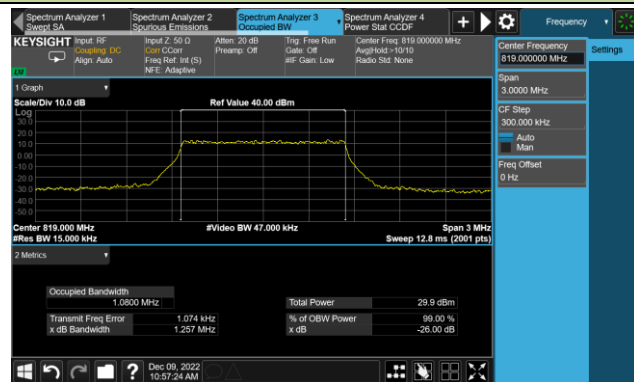 Spectrum Analyzer 1
Swept SA
Spectrum Analyzer 2
Spurious Emissions
Spectrum Analyzer 3
Occupied BW
Spectrum Analyzer 4
Power Stat CCDF
Frequency
KEYSIGHT
Input: RF
Coupling: DC
Align: Auto
Input Z: 50 Ω
Corr CCorr
Freq Ref: Int (S)
NFE: Adaptive
Atten: 20 dB
Preamp: Off
Trig: Free Run
Gate: Off
#IF Gain: Low
Center Freq: 819.000000 MHz
Avg|Hold:>10/10
Radio Std: None
Center Frequency
819.000000 MHz
Settings
Span
3.0000 MHz
CF Step
300.000 kHz
Auto
Man
Freq Offset
0 Hz
1 Graph
Scale/Div 10.0 dB
Ref Value 40.00 dBm
Log
30.0
20.0
10.0
0.00
-10.0
-20.0
-30.0
-40.0
-50.0
Center 819.000 MHz
#Video BW 47.000 kHz
Span 3 MHz
#Res BW 15.000 kHz
Sweep 12.8 ms (2001 pts)
2 Metrics
Occupied Bandwidth
1.0800 MHz
Total Power 29.9 dBm
Transmit Freq Error 1.074 kHz
% of OBW Power 99.00 %
x dB Bandwidth 1.257 MHz
x dB -26.00 dB
?
Dec 09, 2022
10:57:24 AM